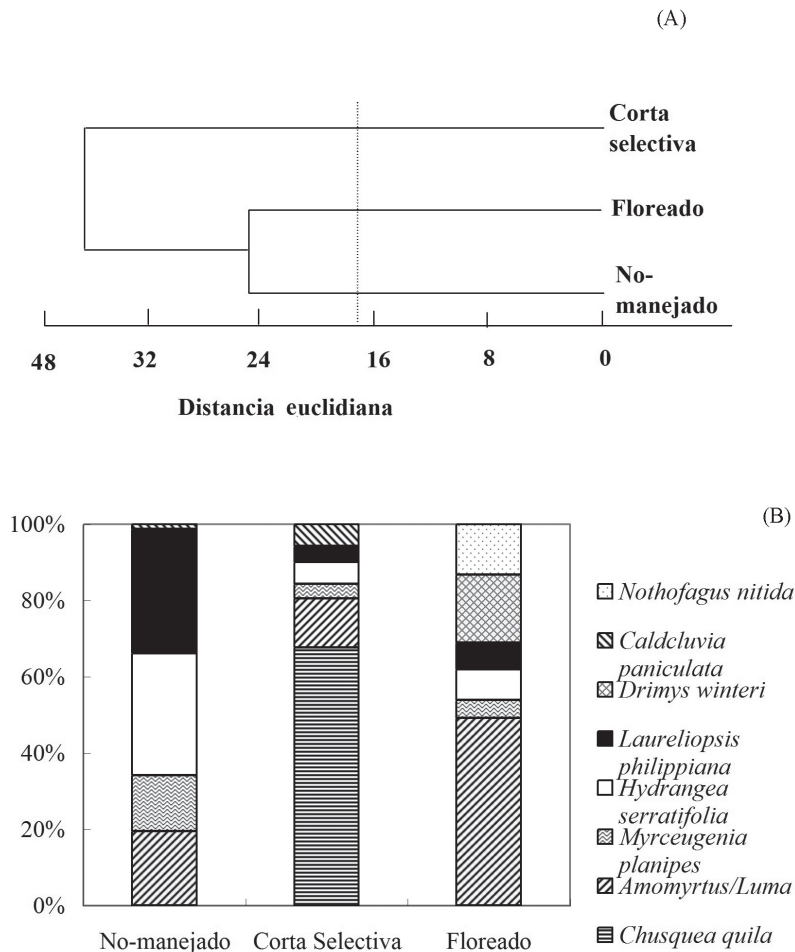 (A)
Corta
selectiva
Floreado
No-
manejado
48 32 24 16 8 0
Distancia euclidiana
(B)
100%
80%
60%
40%
20%
0%
No-manejado Corta Selectiva Floreado
Nothofagus nitida
Caldcluvia
paniculata
Drimys winteri
Laureliopsis
philippiana
Hydrangea
serratifolia
Myrceugenia
planipes
Amomyrtus/Luma
Chusquea quila